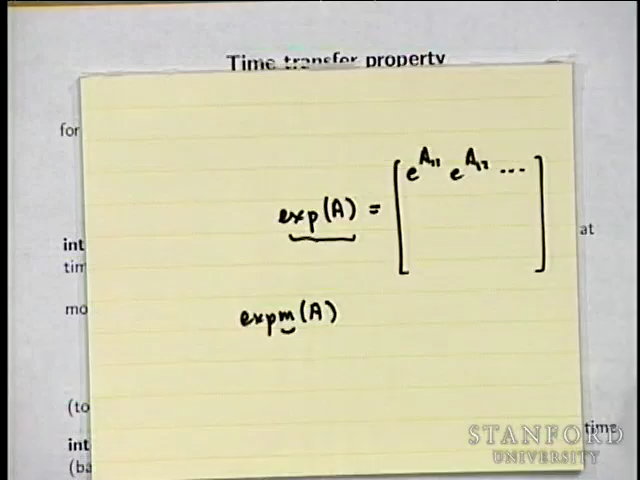 Time transfer property
for
exp(A) = [ e^A₁₁ e^A₁₂ ...
int
at
tim
expm(A)
mo
(to
time
int
(ba
STANFORD
UNIVERSITY